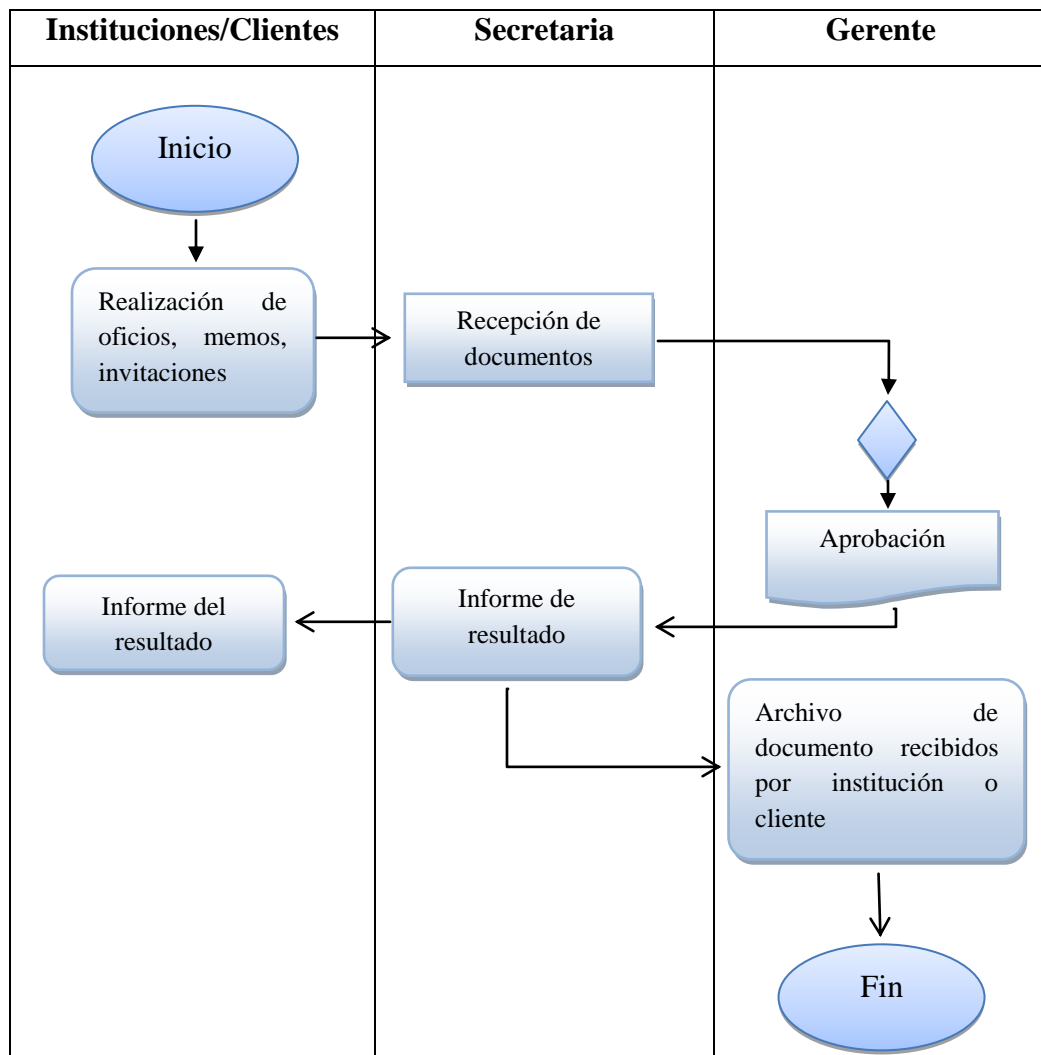 Instituciones/Clientes
Secretaria
Gerente
Inicio
Realización de
oficios, memos,
invitaciones
Recepción de
documentos
Aprobación
Informe de
resultado
Informe del
resultado
Archivo de
documento recibidos
por institución o
cliente
Fin